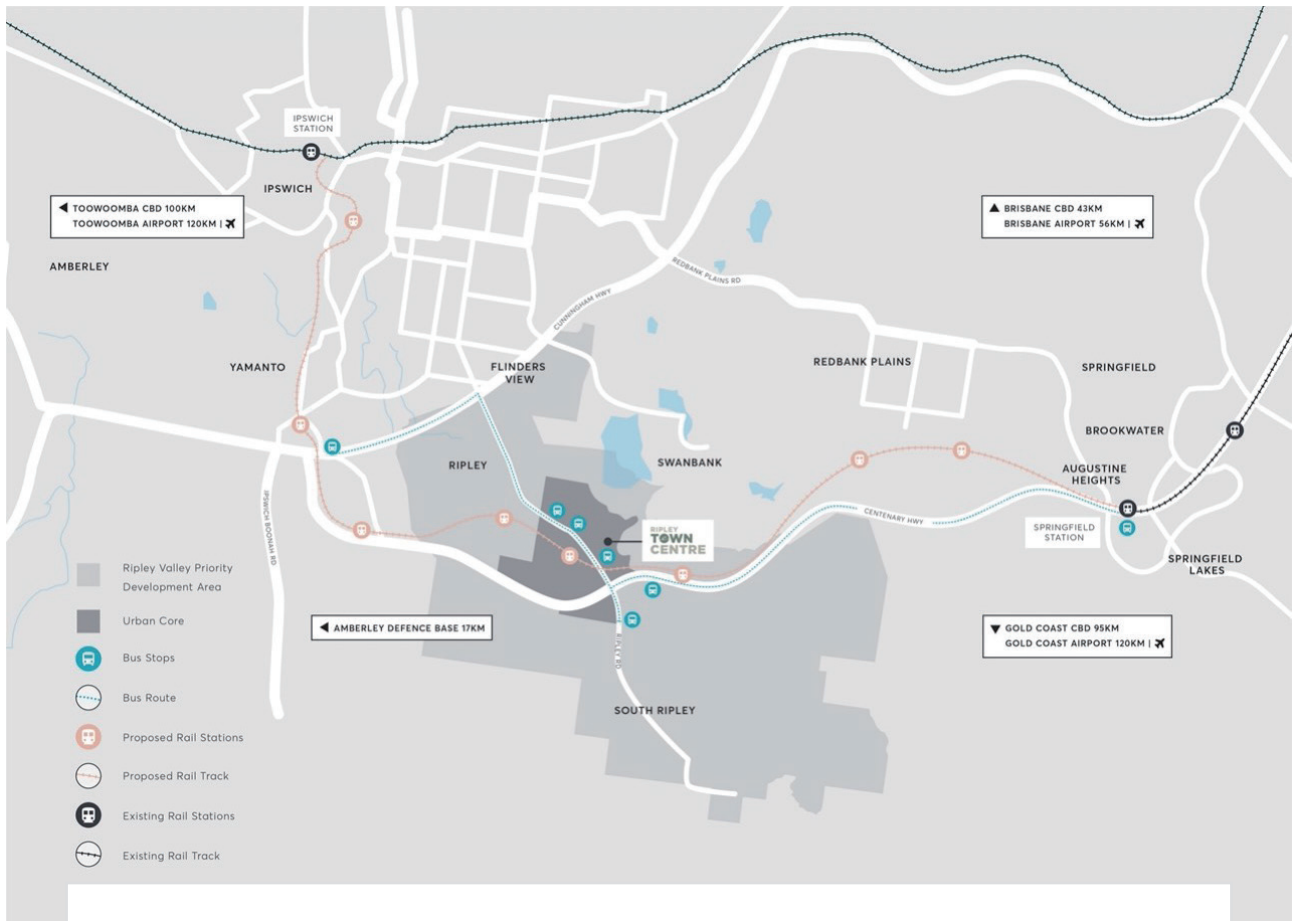 IPSWICH
STATION
IPSWICH
◀ TOOWOOMBA CBD 100KM
TOOWOOMBA AIRPORT 120KM |
▲ BRISBANE CBD 43KM
BRISBANE AIRPORT 56KM |
AMBERLEY
REDBANK PLAINS RD
CUNNINGHAM HWY
YAMANTO
FLINDERS
VIEW
REDBANK PLAINS
SPRINGFIELD
BROOKWATER
RIPLEY
SWANBANK
AUGUSTINE
HEIGHTS
IPSWICH BOONAH RD
CENTENARY HWY
RIPLEY
TOWN
CENTRE
SPRINGFIELD
STATION
SPRINGFIELD
LAKES
Ripley Valley Priority
Development Area
Urban Core
◀ AMBERLEY DEFENCE BASE 17KM
RIPLEY RD
▼ GOLD COAST CBD 95KM
GOLD COAST AIRPORT 120KM |
Bus Stops
Bus Route
SOUTH RIPLEY
Proposed Rail Stations
Proposed Rail Track
Existing Rail Stations
Existing Rail Track